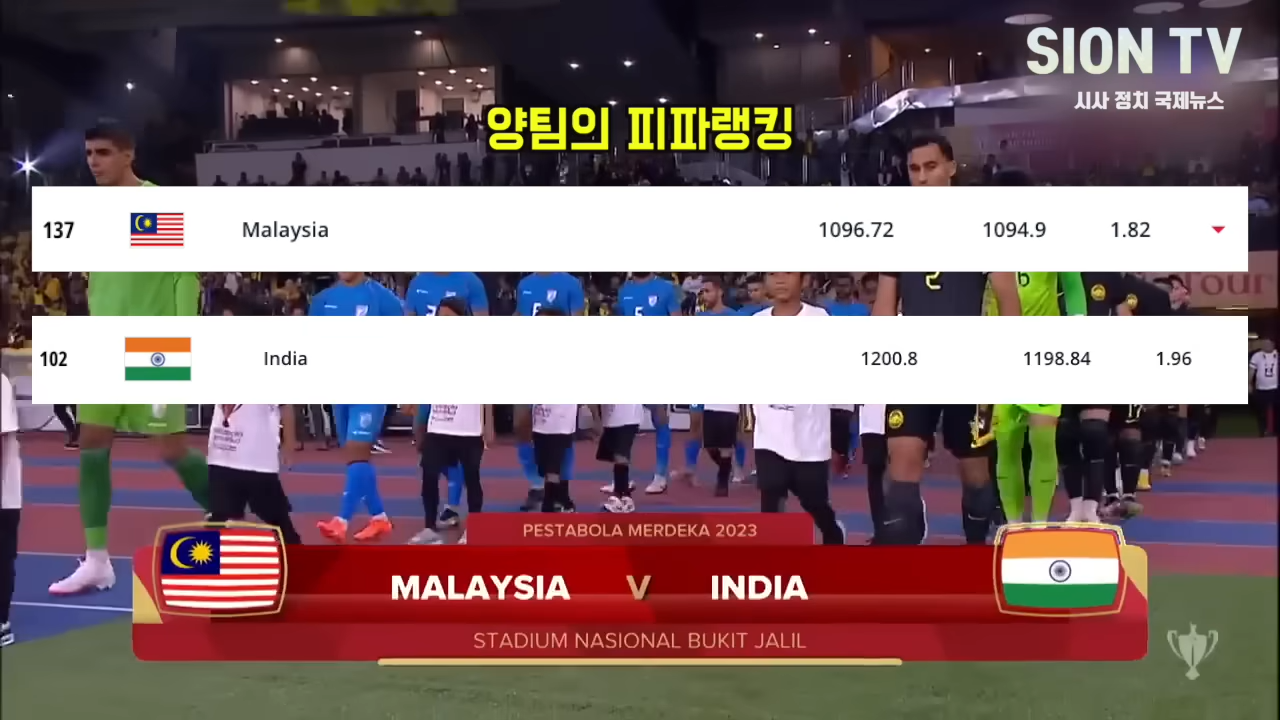 SION TV
시사 정치 국제뉴스
양팀의 피파랭킹
137 Malaysia 1096.72 1094.9 1.82
Tour
102 India 1200.8 1198.84 1.96
PESTABOLA MERDEKA 2023
MALAYSIA V INDIA
STADIUM NASIONAL BUKIT JALIL